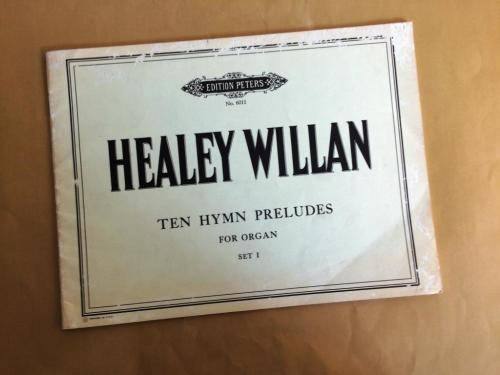 EDITION PETERS
No. 6011
HEALEY WILLAN
TEN HYMN PRELUDES
FOR ORGAN
SET I